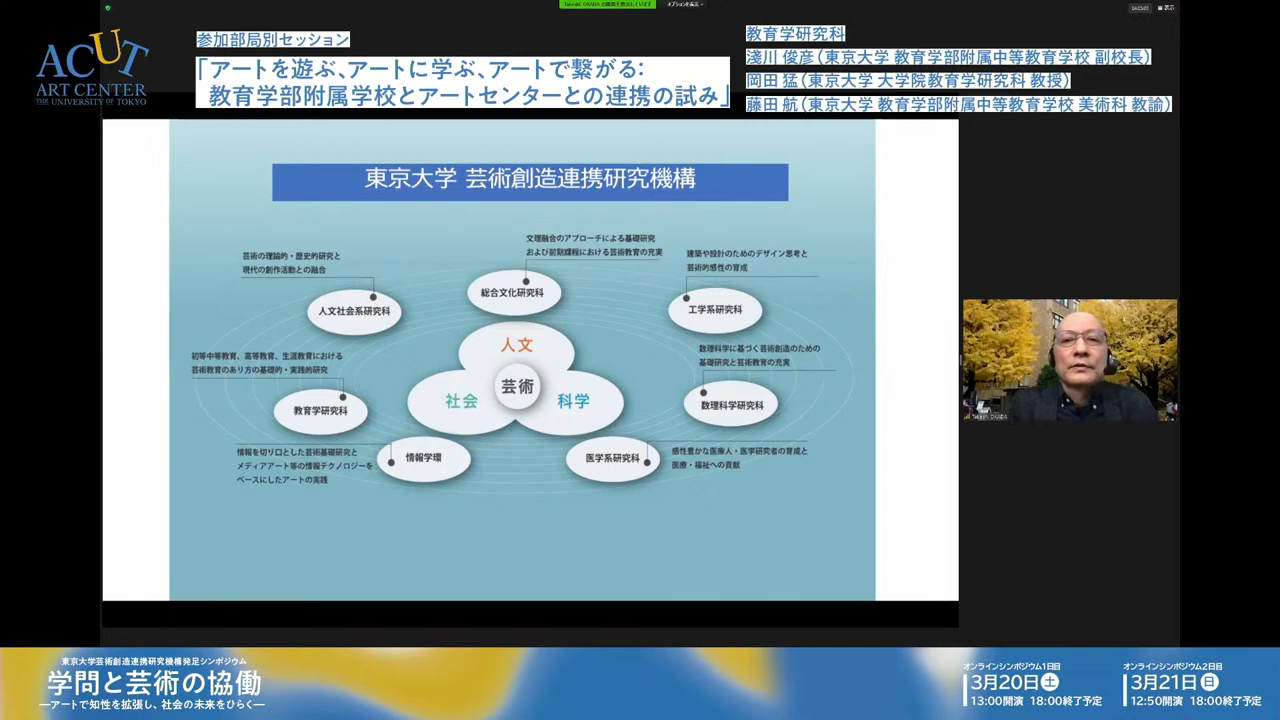 Takeshi OKADA の画面を表示しています
オプションを表示
表示
ACUT
ART CENTER
THE UNIVERSITY OF TOKYO
参加部局別セッション
「アートを遊ぶ、アートに学ぶ、アートで繋がる:
教育学部附属学校とアートセンターとの連携の試み」
教育学研究科
淺川 俊彦（東京大学 教育学部附属中等教育学校 副校長）
岡田 猛（東京大学 大学院教育学研究科 教授）
藤田 航（東京大学 教育学部附属中等教育学校 美術科 教諭）
東京大学 芸術創造連携研究機構
文理融合のアプローチによる基礎研究
および前期課程における芸術教育の充実
芸術の理論的・歴史的研究と
現代の創作活動との融合
建築や設計のためのデザイン思考と
芸術的感性の育成
総合文化研究科
人文社会系研究科
工学系研究科
人文
初等中等教育、高等教育、生涯教育における
芸術教育のあり方の基礎的・実践的研究
数理科学に基づく芸術創造のための
基礎研究と芸術教育の充実
芸術
社会
科学
教育学研究科
数理科学研究科
情報を切り口とした芸術基礎研究と
メディアアート等の情報テクノロジーを
ベースにしたアートの実践
情報学環
医学系研究科
感性豊かな医療人・医学研究者の育成と
医療・福祉への貢献
Takeshi OKADA
東京大学芸術創造連携研究機構発足シンポジウム
学問と芸術の協働
―アートで知性を拡張し、社会の未来をひらく―
オンラインシンポジウム1日目
3月20日土
13:00開演 18:00終了予定
オンラインシンポジウム2日目
3月21日日
12:50開演 18:00終了予定